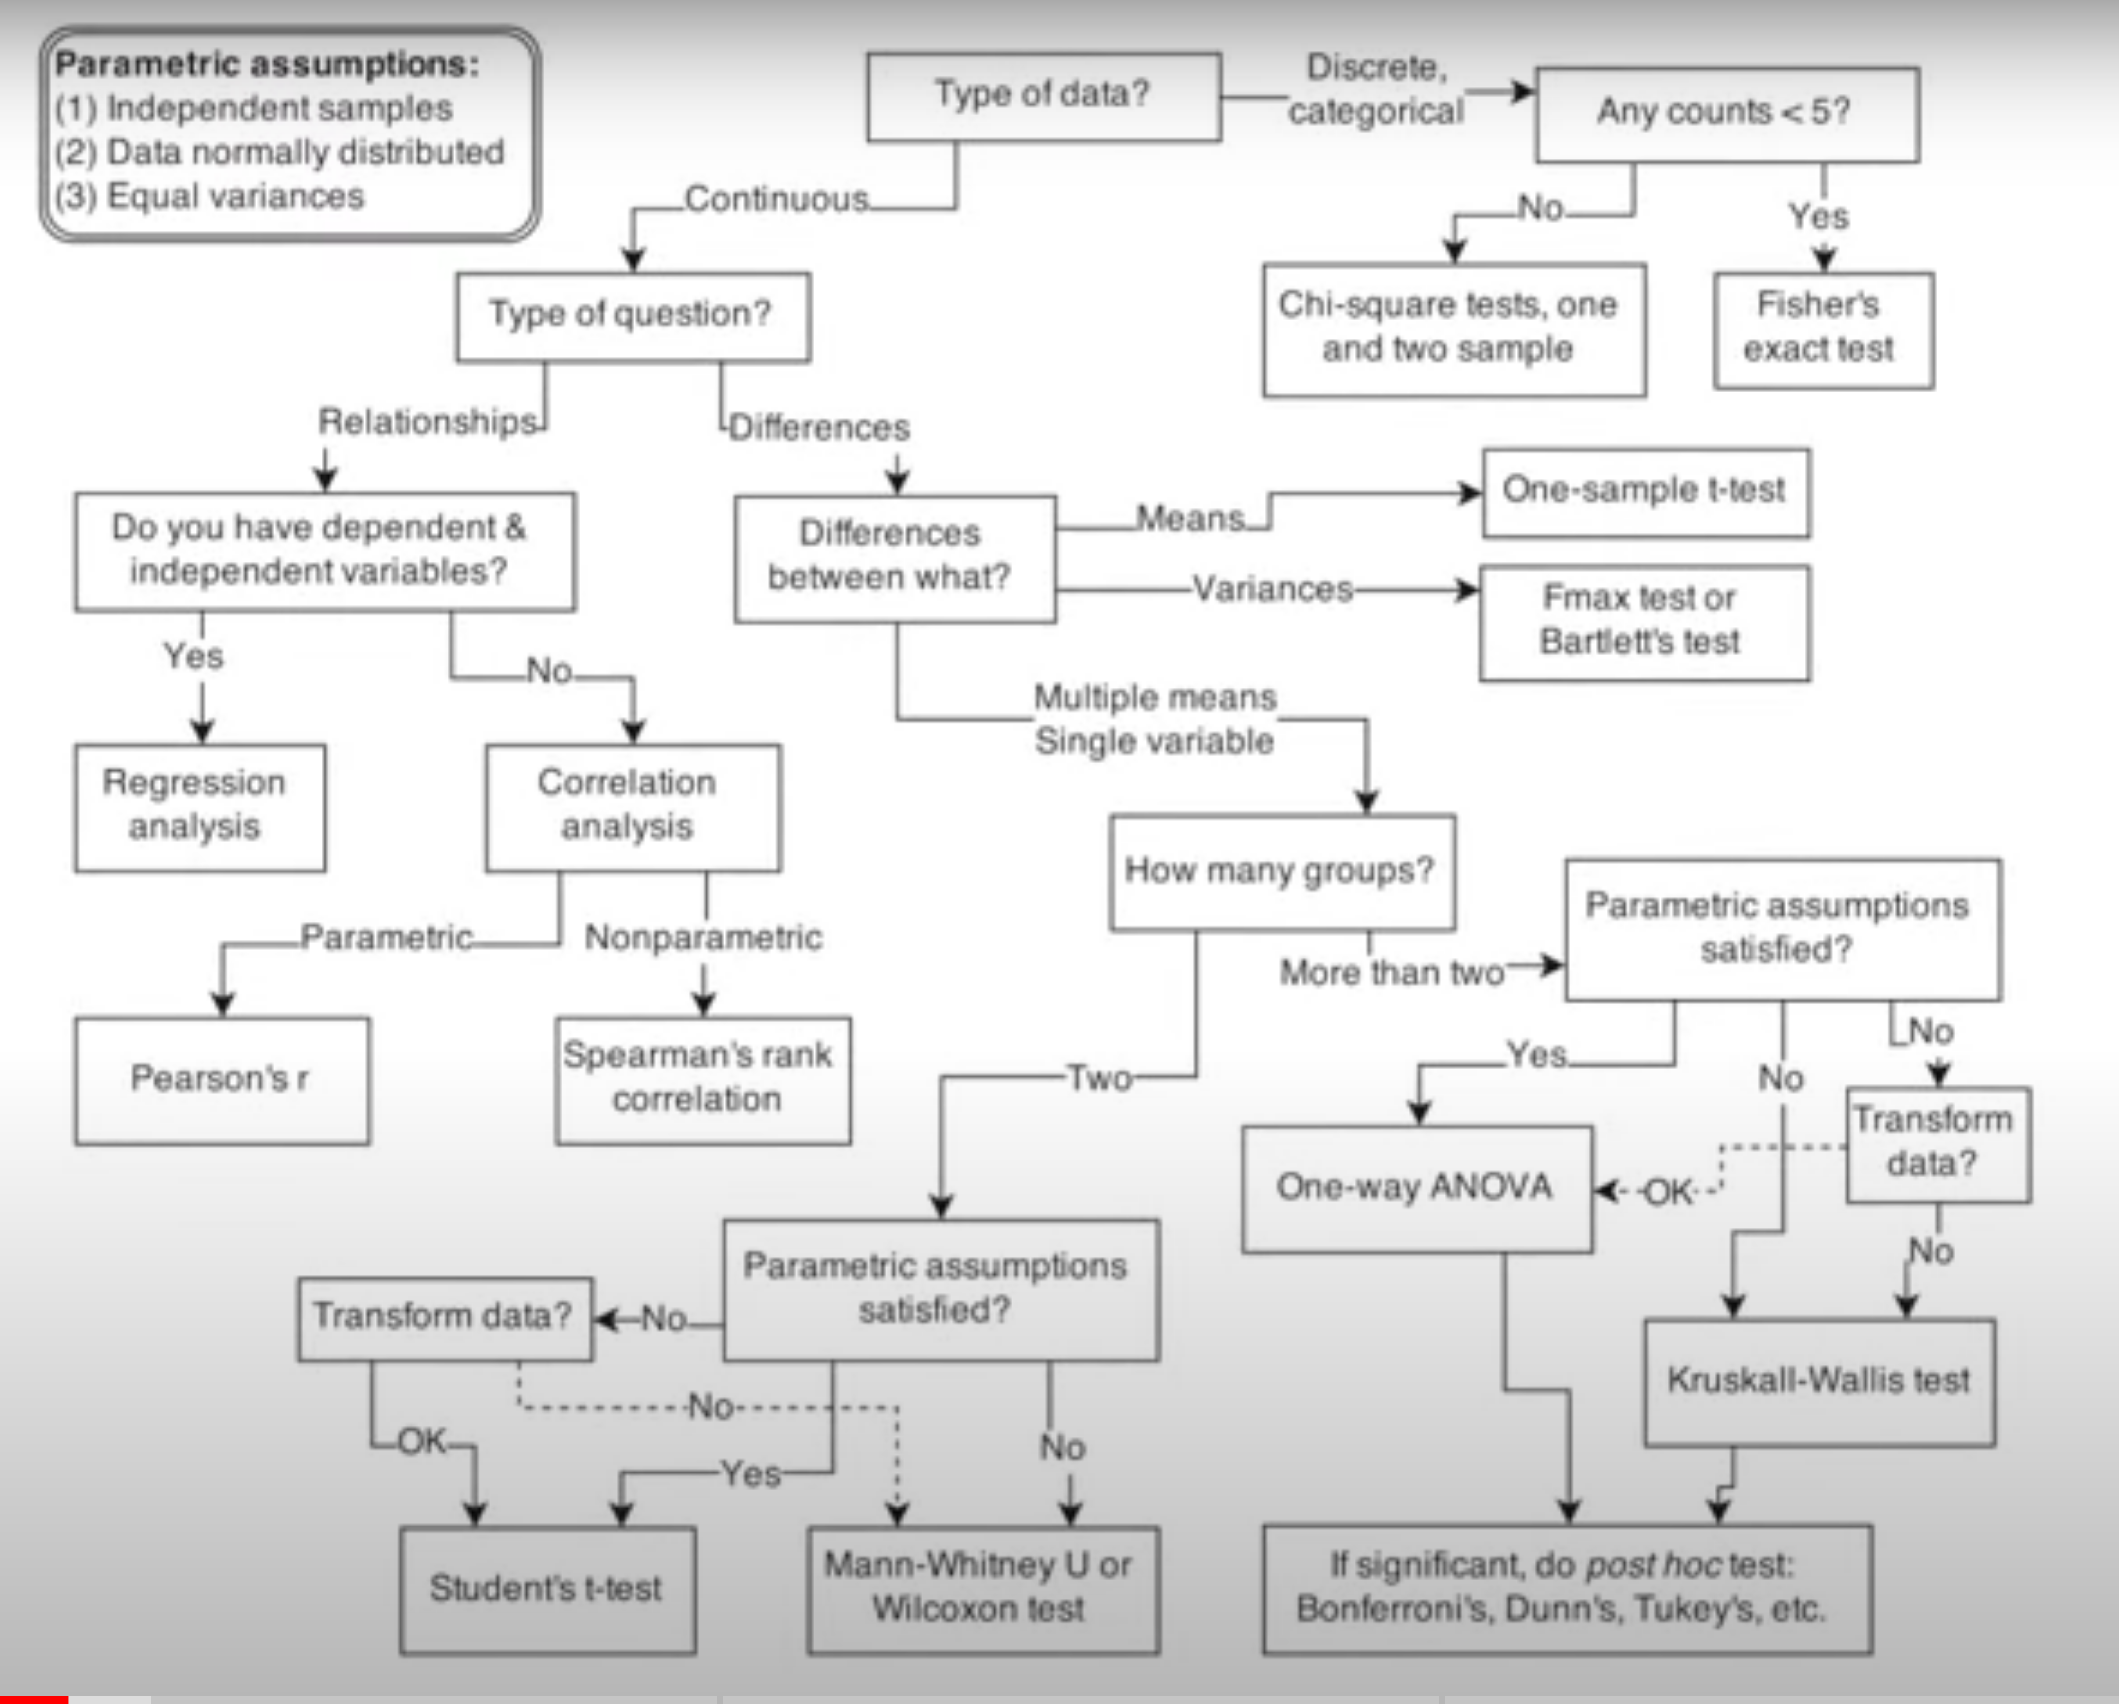 Parametric assumptions:
(1) Independent samples
(2) Data normally distributed
(3) Equal variances
Type of data?
Discrete,
categorical
Any counts < 5?
Continuous
No
Yes
Type of question?
Chi-square tests, one
and two sample
Fisher's
exact test
Relationships
Differences
Do you have dependent &
independent variables?
Differences
between what?
Means
One-sample t-test
Variances
Fmax test or
Bartlett's test
Yes
No
Multiple means
Single variable
Regression
analysis
Correlation
analysis
How many groups?
Parametric assumptions
satisfied?
Parametric
Nonparametric
More than two
Pearson's r
Spearman's rank
correlation
Two
Yes
No
No
Transform
data?
One-way ANOVA
OK
No
Parametric assumptions
satisfied?
Transform data?
No
Kruskall-Wallis test
No
OK
Yes
No
Student's t-test
Mann-Whitney U or
Wilcoxon test
If significant, do post hoc test:
Bonferroni's, Dunn's, Tukey's, etc.